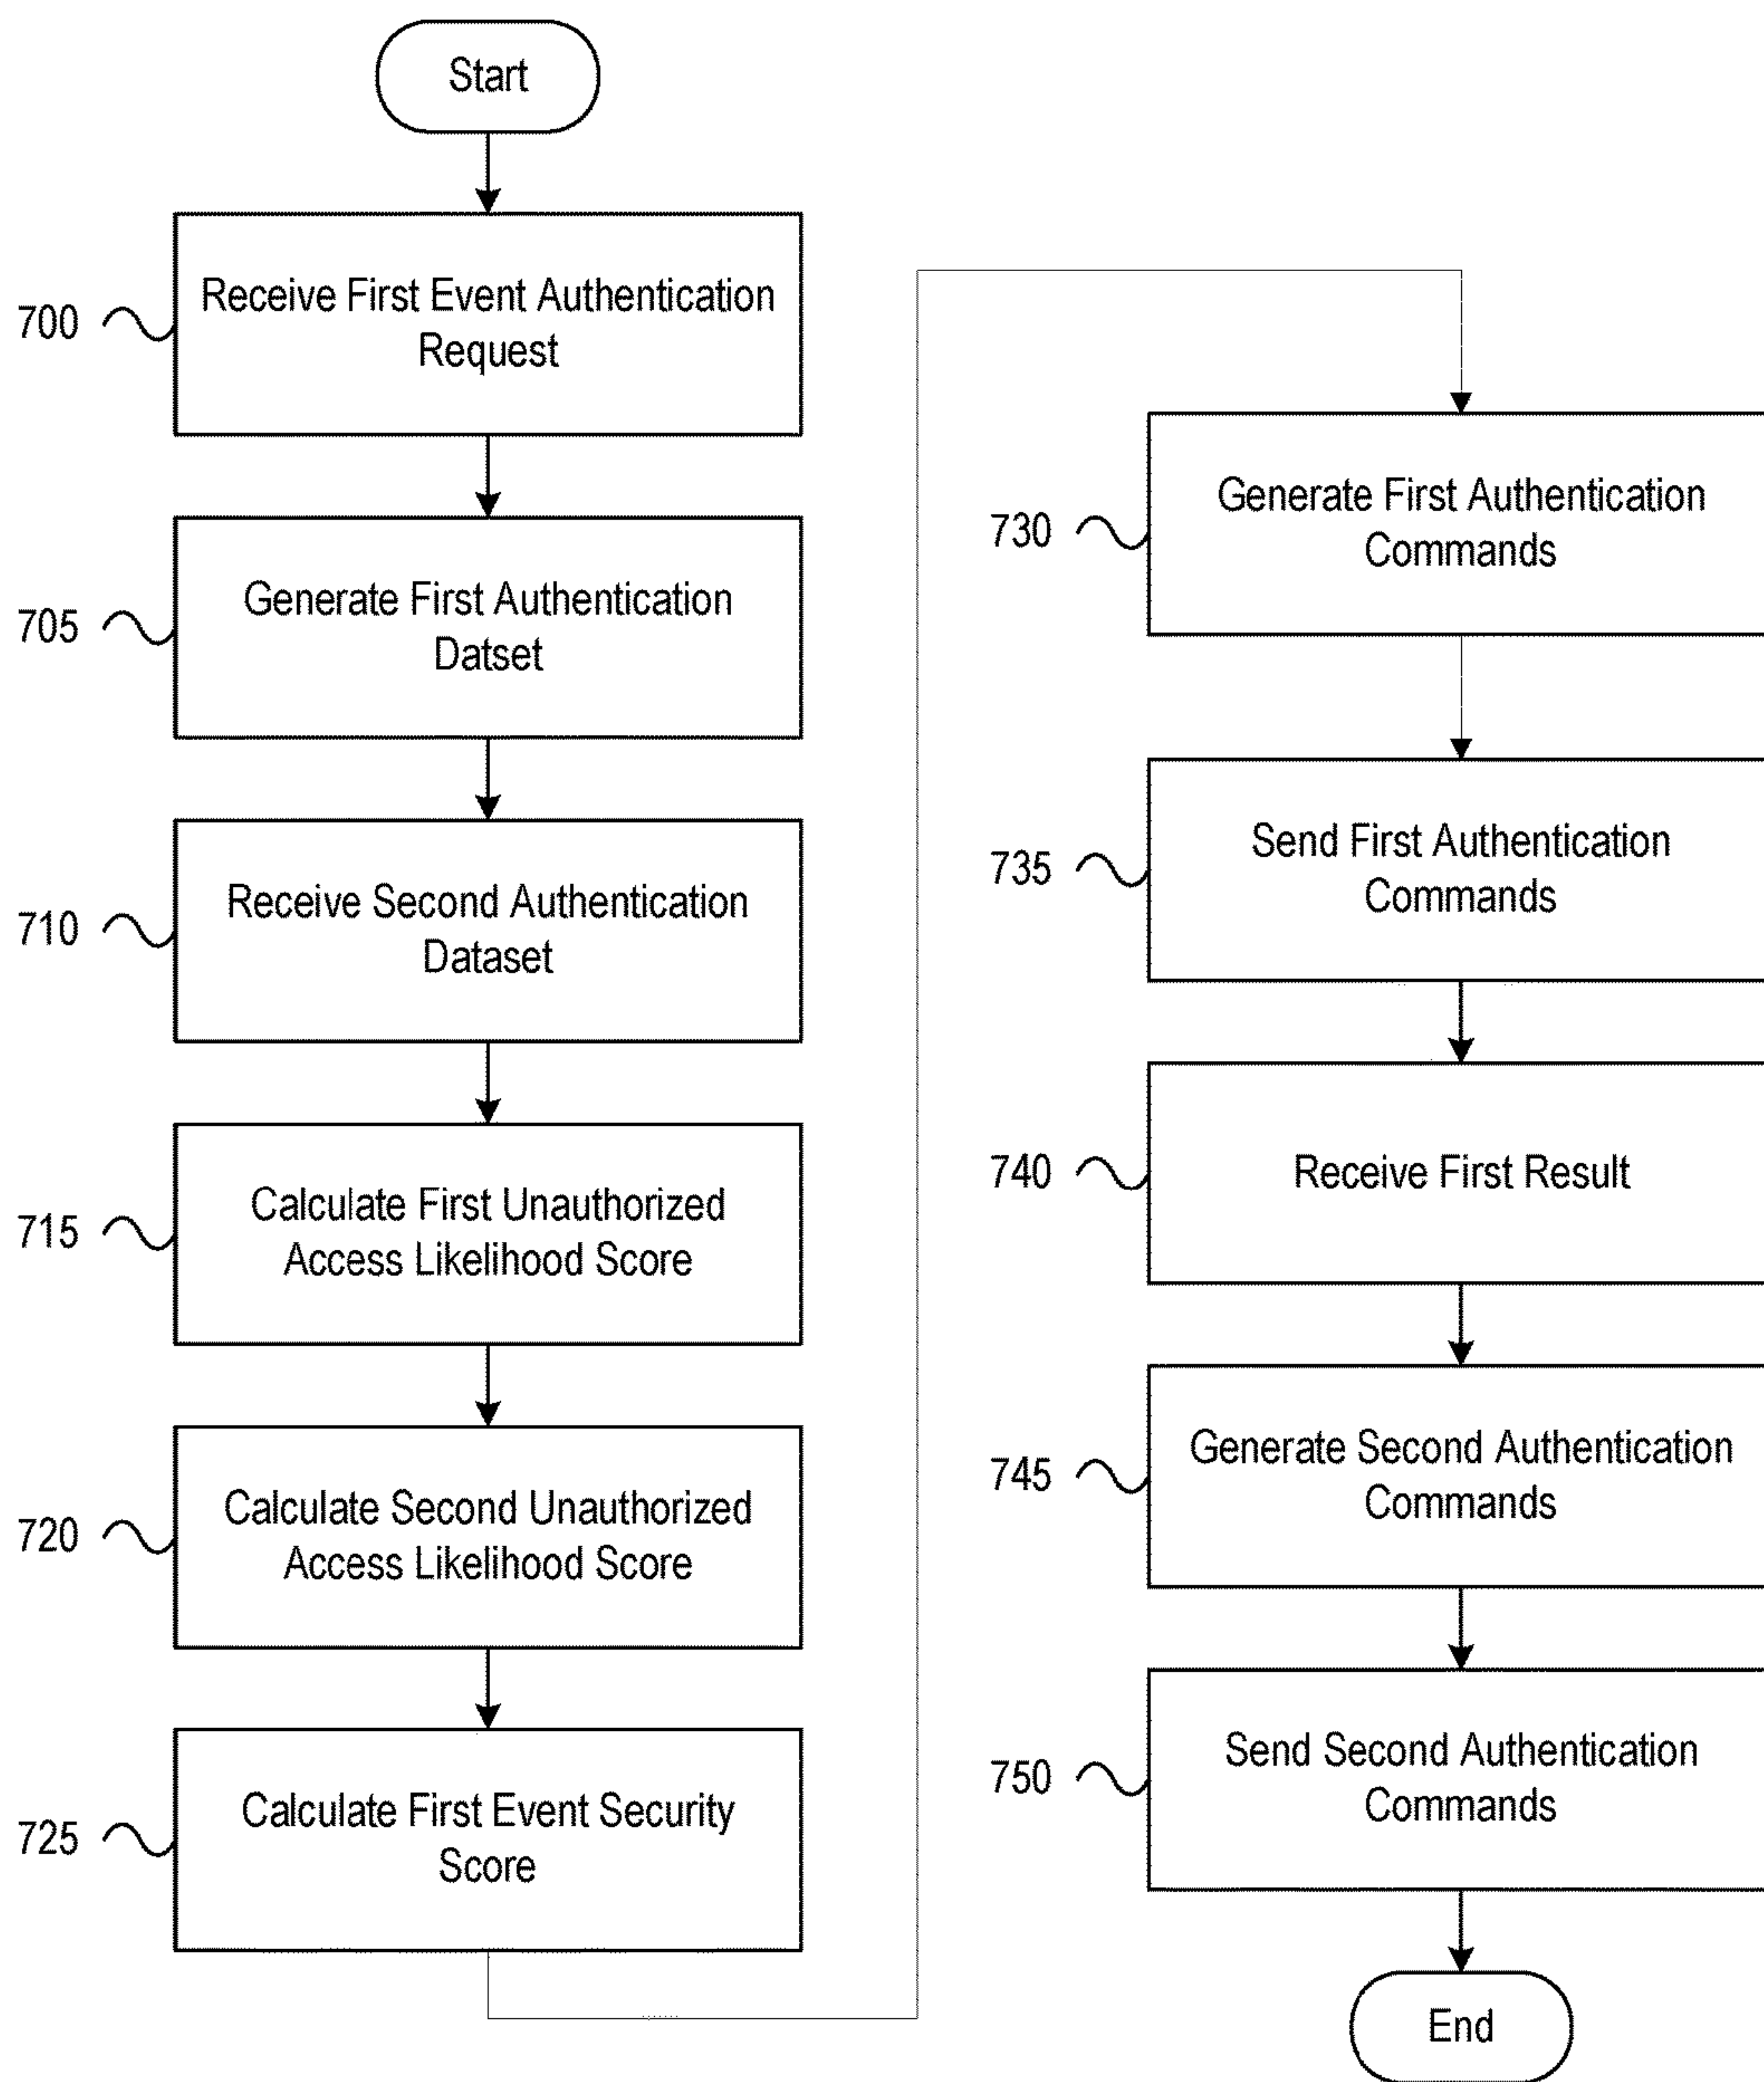 Start
700
Receive First Event Authentication
Request
705
Generate First Authentication
Datset
710
Receive Second Authentication
Dataset
715
Calculate First Unauthorized
Access Likelihood Score
720
Calculate Second Unauthorized
Access Likelihood Score
725
Calculate First Event Security
Score
730
Generate First Authentication
Commands
735
Send First Authentication
Commands
740
Receive First Result
745
Generate Second Authentication
Commands
750
Send Second Authentication
Commands
End